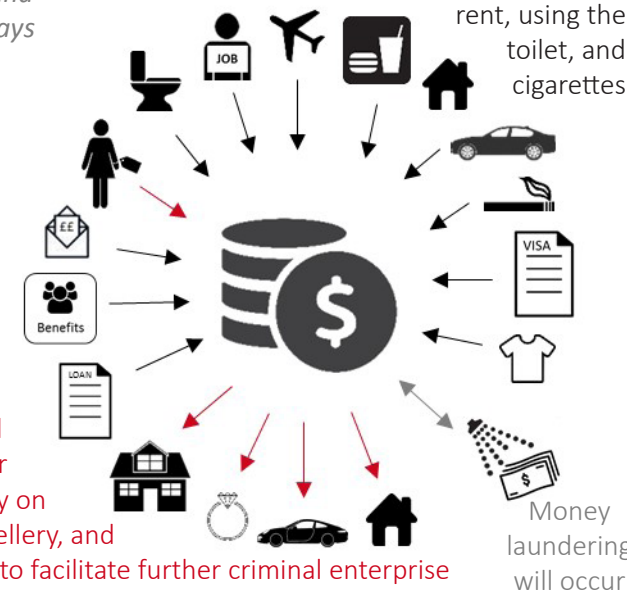 ays
rent, using the
toilet, and
cigarettes
JOB
££
VISA
Benefits
LOAN
$
$
y on
ellery, and
to facilitate further criminal enterprise
Money
laundering
will occur